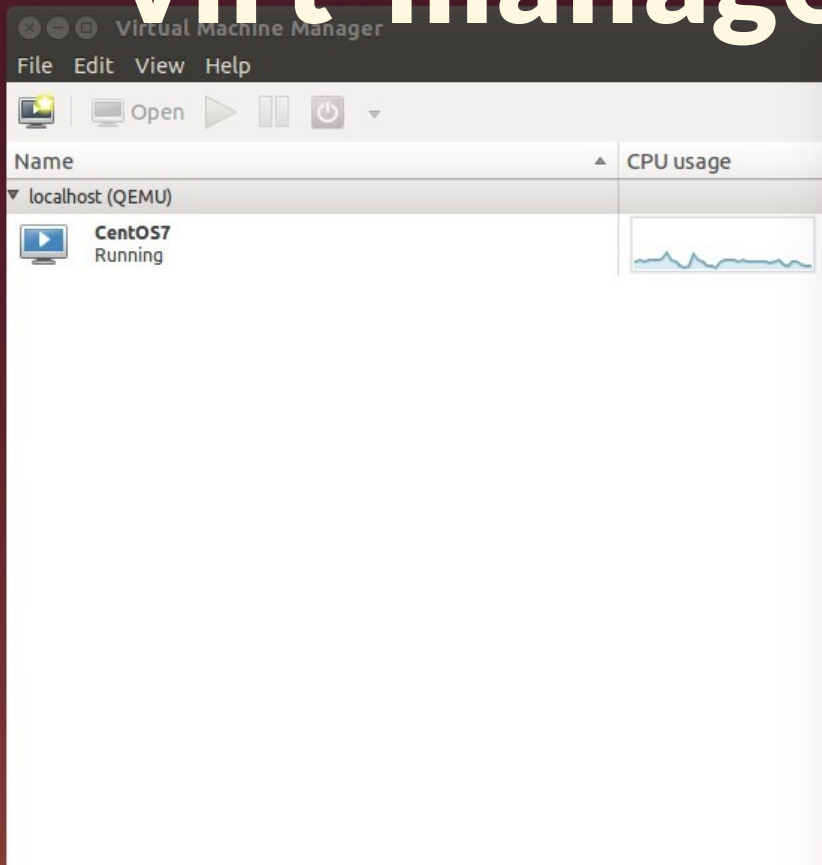 virt-manage
Virtual Machine Manager
File Edit View Help
Open
Name CPU usage
localhost (QEMU)
CentOS7
Running